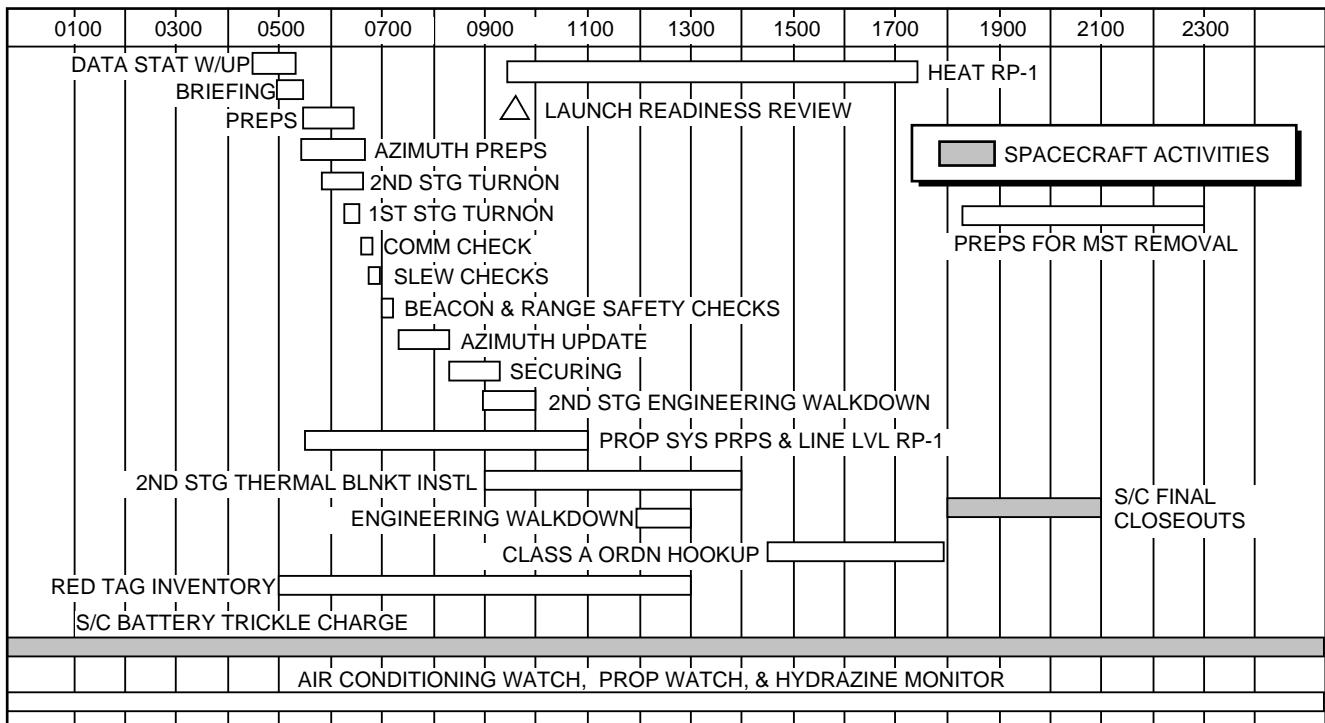 0100 0300 0500 0700 0900 1100 1300 1500 1700 1900 2100 2300
DATA STAT W/UP
HEAT RP-1
BRIEFING
LAUNCH READINESS REVIEW
PREPS
AZIMUTH PREPS
SPACECRAFT ACTIVITIES
2ND STG TURNON
1ST STG TURNON
PREPS FOR MST REMOVAL
COMM CHECK
SLEW CHECKS
BEACON & RANGE SAFETY CHECKS
AZIMUTH UPDATE
SECURING
2ND STG ENGINEERING WALKDOWN
PROP SYS PRPS & LINE LVL RP-1
2ND STG THERMAL BLNKT INSTL
S/C FINAL
CLOSEOUTS
ENGINEERING WALKDOWN
CLASS A ORDN HOOKUP
RED TAG INVENTORY
S/C BATTERY TRICKLE CHARGE
AIR CONDITIONING WATCH, PROP WATCH, & HYDRAZINE MONITOR